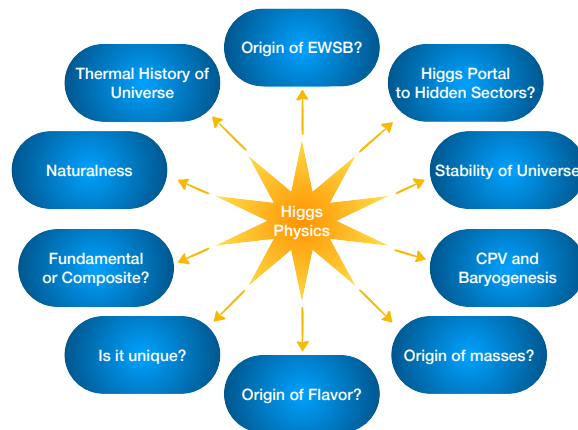 Origin of EWSB?
Thermal History of
Universe
Higgs Portal
to Hidden Sectors?
Naturalness
Stability of Universe
Higgs
Physics
Fundamental
or Composite?
CPV and
Baryogenesis
Is it unique?
Origin of masses?
Origin of Flavor?